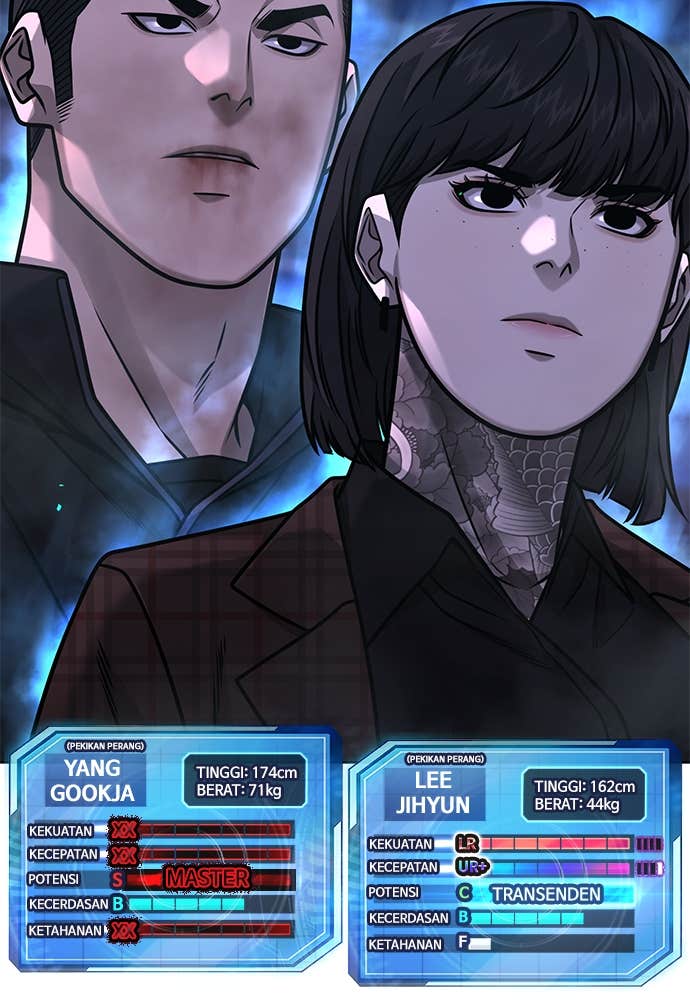 (PEKIKAN PERANG)
YANG
GOOKJA
TINGGI: 174cm
BERAT: 71kg
KEKUATAN XX
KECEPATAN XX
POTENSI S MASTER
KECERDASAN B
KETAHANAN XX
(PEKIKAN PERANG)
LEE
JIHYUN
TINGGI: 162cm
BERAT: 44kg
KEKUATAN LR
KECEPATAN UR+
POTENSI C TRANSENDEN
KECERDASAN B
KETAHANAN F